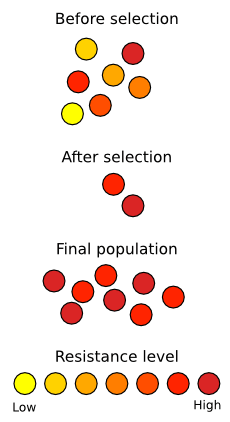 Before selection
After selection
Final population
Resistance level
Low
High